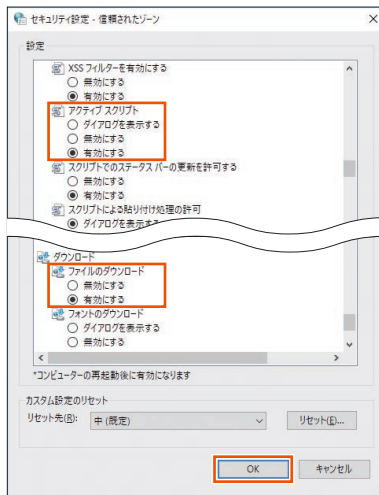 セキュリティ設定 - 信頼されたゾーン
設定
XSS フィルターを有効にする
無効にする
有効にする
アクティブ スクリプト
ダイアログを表示する
無効にする
有効にする
スクリプトでのステータス バーの更新を許可する
無効にする
有効にする
スクリプトによる貼り付け処理の許可
ダイアログを表示する
ダウンロード
ファイルのダウンロード
無効にする
有効にする
フォントのダウンロード
ダイアログを表示する
無効にする
*コンピューターの再起動後に有効になります
カスタム設定のリセット
リセット先(R): 中 (既定) リセット(E)...
OK キャンセル